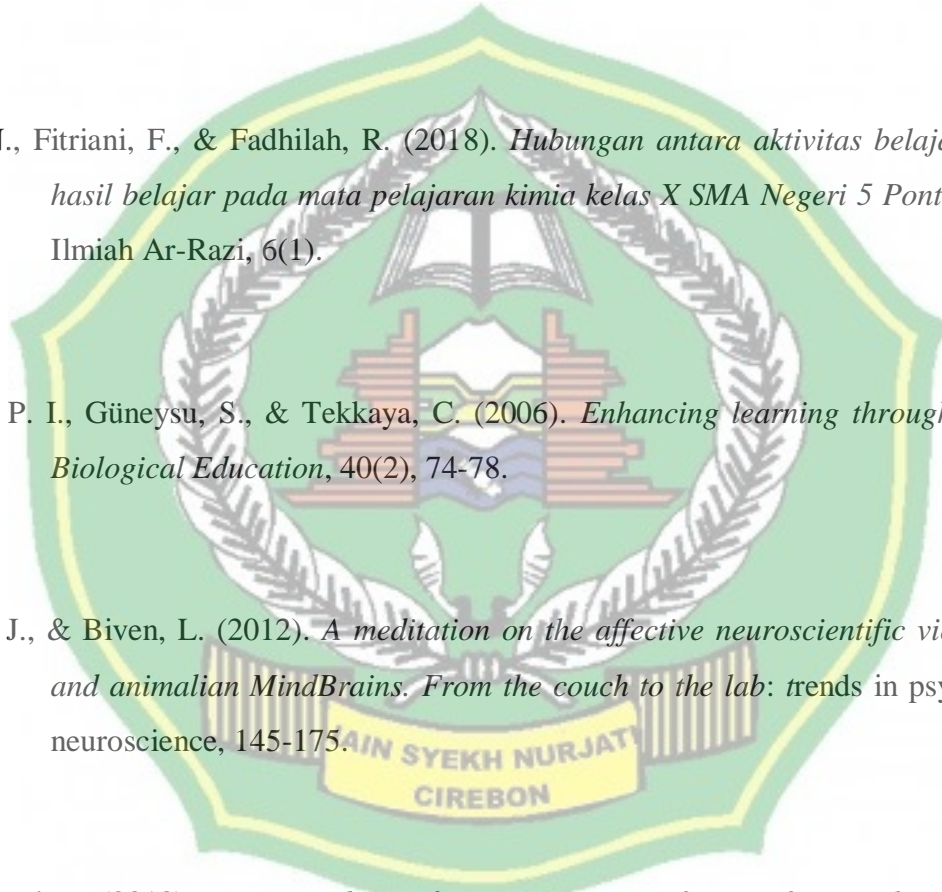 J., Fitriani, F., & Fadhilah, R. (2018). Hubungan antara aktivitas belaja
hasil belajar pada mata pelajaran kimia kelas X SMA Negeri 5 Pont
Ilmiah Ar-Razi, 6(1).
P. I., Güneysu, S., & Tekkaya, C. (2006). Enhancing learning through
Biological Education, 40(2), 74-78.
J., & Biven, L. (2012). A meditation on the affective neuroscientific vie
and animalian MindBrains. From the couch to the lab: trends in psy
neuroscience, 145-175.
IAIN SYEKH NURJATI
CIREBON